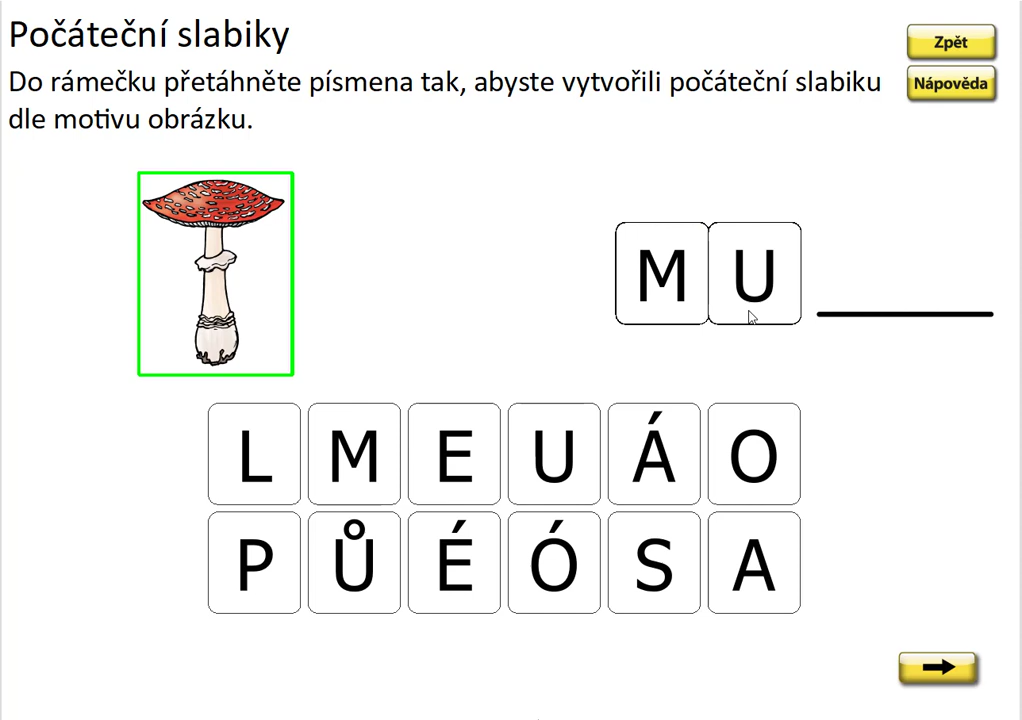 Počáteční slabiky
Zpět
Do rámečku přetáhněte písmena tak, abyste vytvořili počáteční slabiku
Nápověda
dle motivu obrázku.
M U
L M E U Á O
P Ů É Ó S A